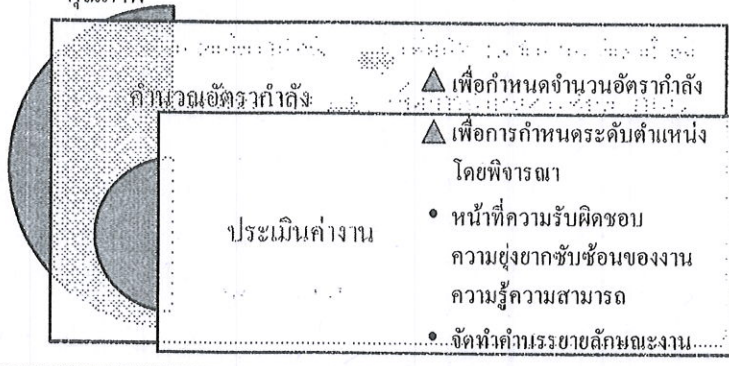 คำนวณอัตรากำลัง
▲ เพื่อกำหนดจำนวนอัตรากำลัง
▲ เพื่อการกำหนดระดับตำแหน่ง
โดยพิจารณา
ประเมินค่างาน
• หน้าที่ความรับผิดชอบ
ความยุ่งยากซับซ้อนของงาน
ความรู้ความสามารถ
• จัดทำคำบรรยายลักษณะงาน